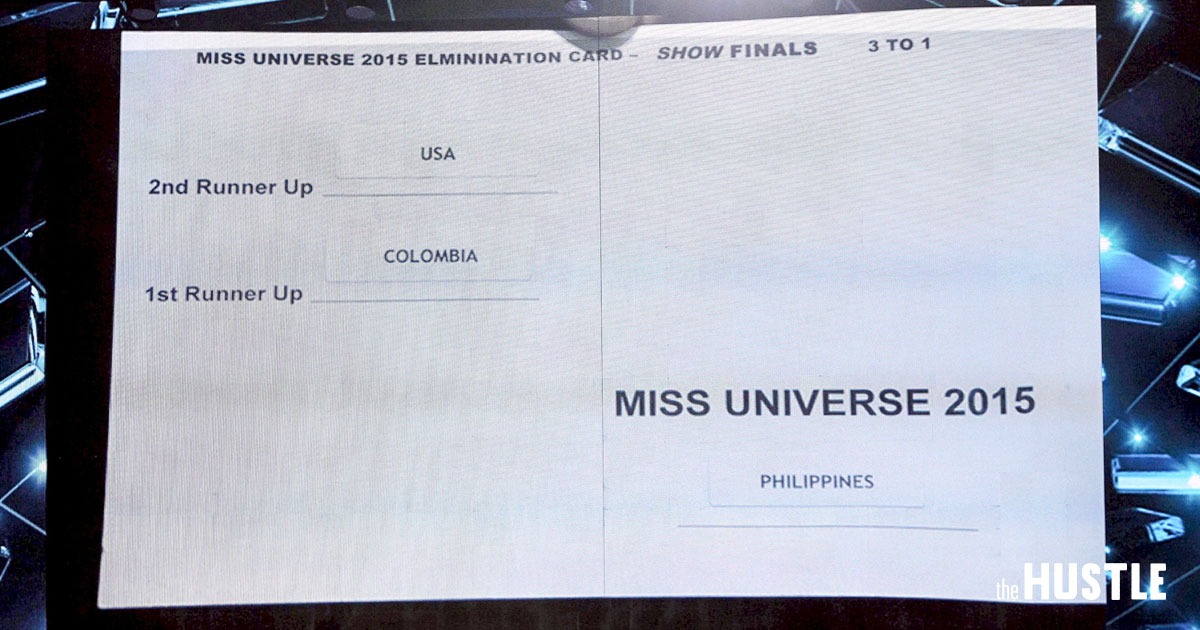 MISS UNIVERSE 2015 ELMININATION CARD – SHOW FINALS 3 TO 1
USA
2nd Runner Up
COLOMBIA
1st Runner Up
MISS UNIVERSE 2015
PHILIPPINES
the HUSTLE